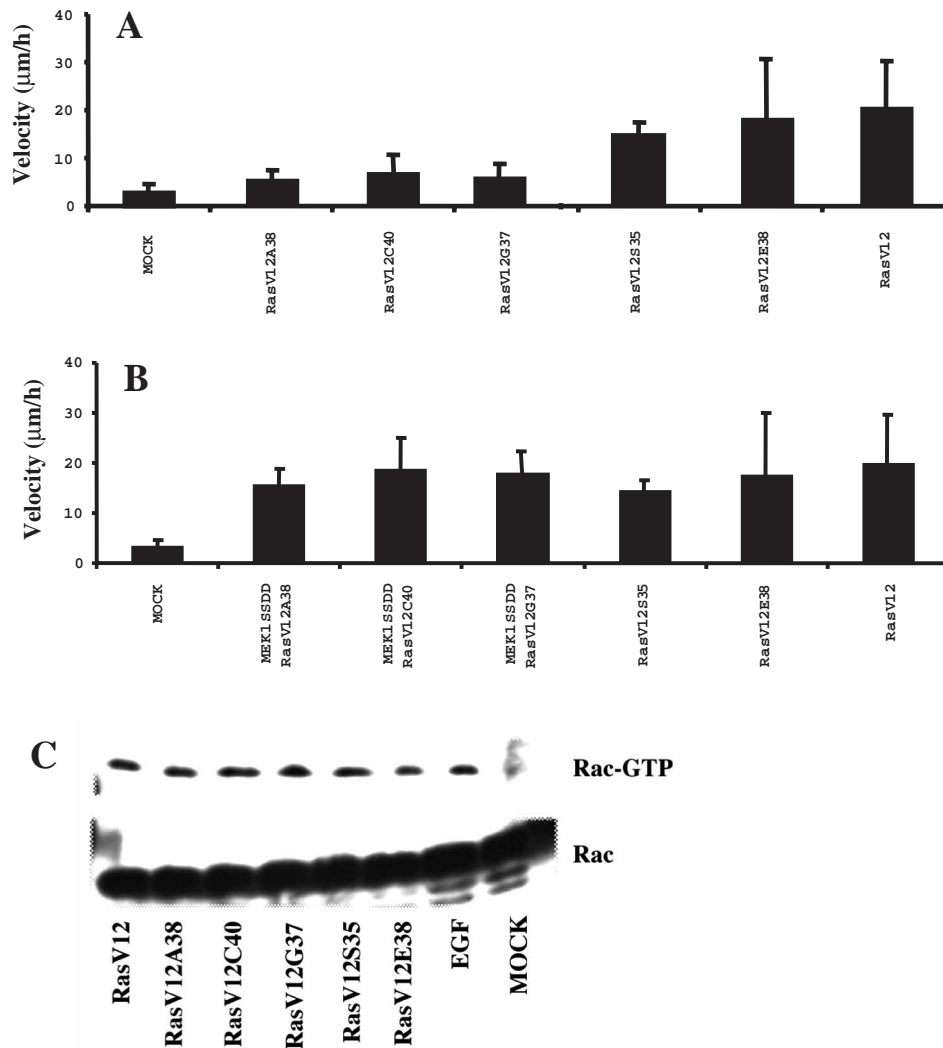 A
Velocity (µm/h)
40
30
20
10
0
MOCK
RasV12A38
RasV12C40
RasV12G37
RasV12S35
RasV12E38
RasV12
B
Velocity (µm/h)
40
30
20
10
0
MOCK
MEK1SSDD
RasV12A38
MEK1SSDD
RasV12C40
MEK1SSDD
RasV12G37
RasV12S35
RasV12E38
RasV12
C
Rac-GTP
Rac
RasV12
RasV12A38
RasV12C40
RasV12G37
RasV12S35
RasV12E38
EGF
MOCK